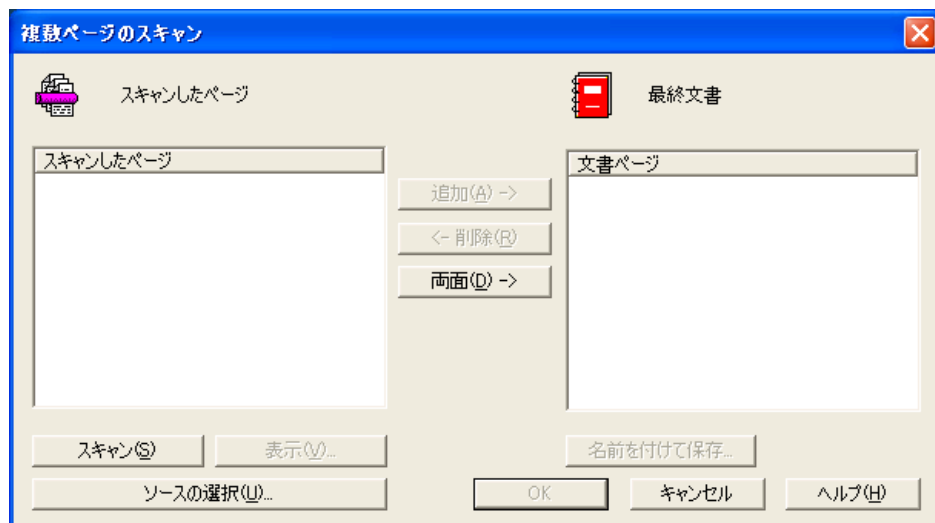 複数ページのスキャン
スキャンしたページ
最終文書
スキャンしたページ
文書ページ
追加(A) ->
<- 削除(R)
両面(D) ->
スキャン(S)
表示(V)...
名前を付けて保存...
ソースの選択(U)...
OK
キャンセル
ヘルプ(H)